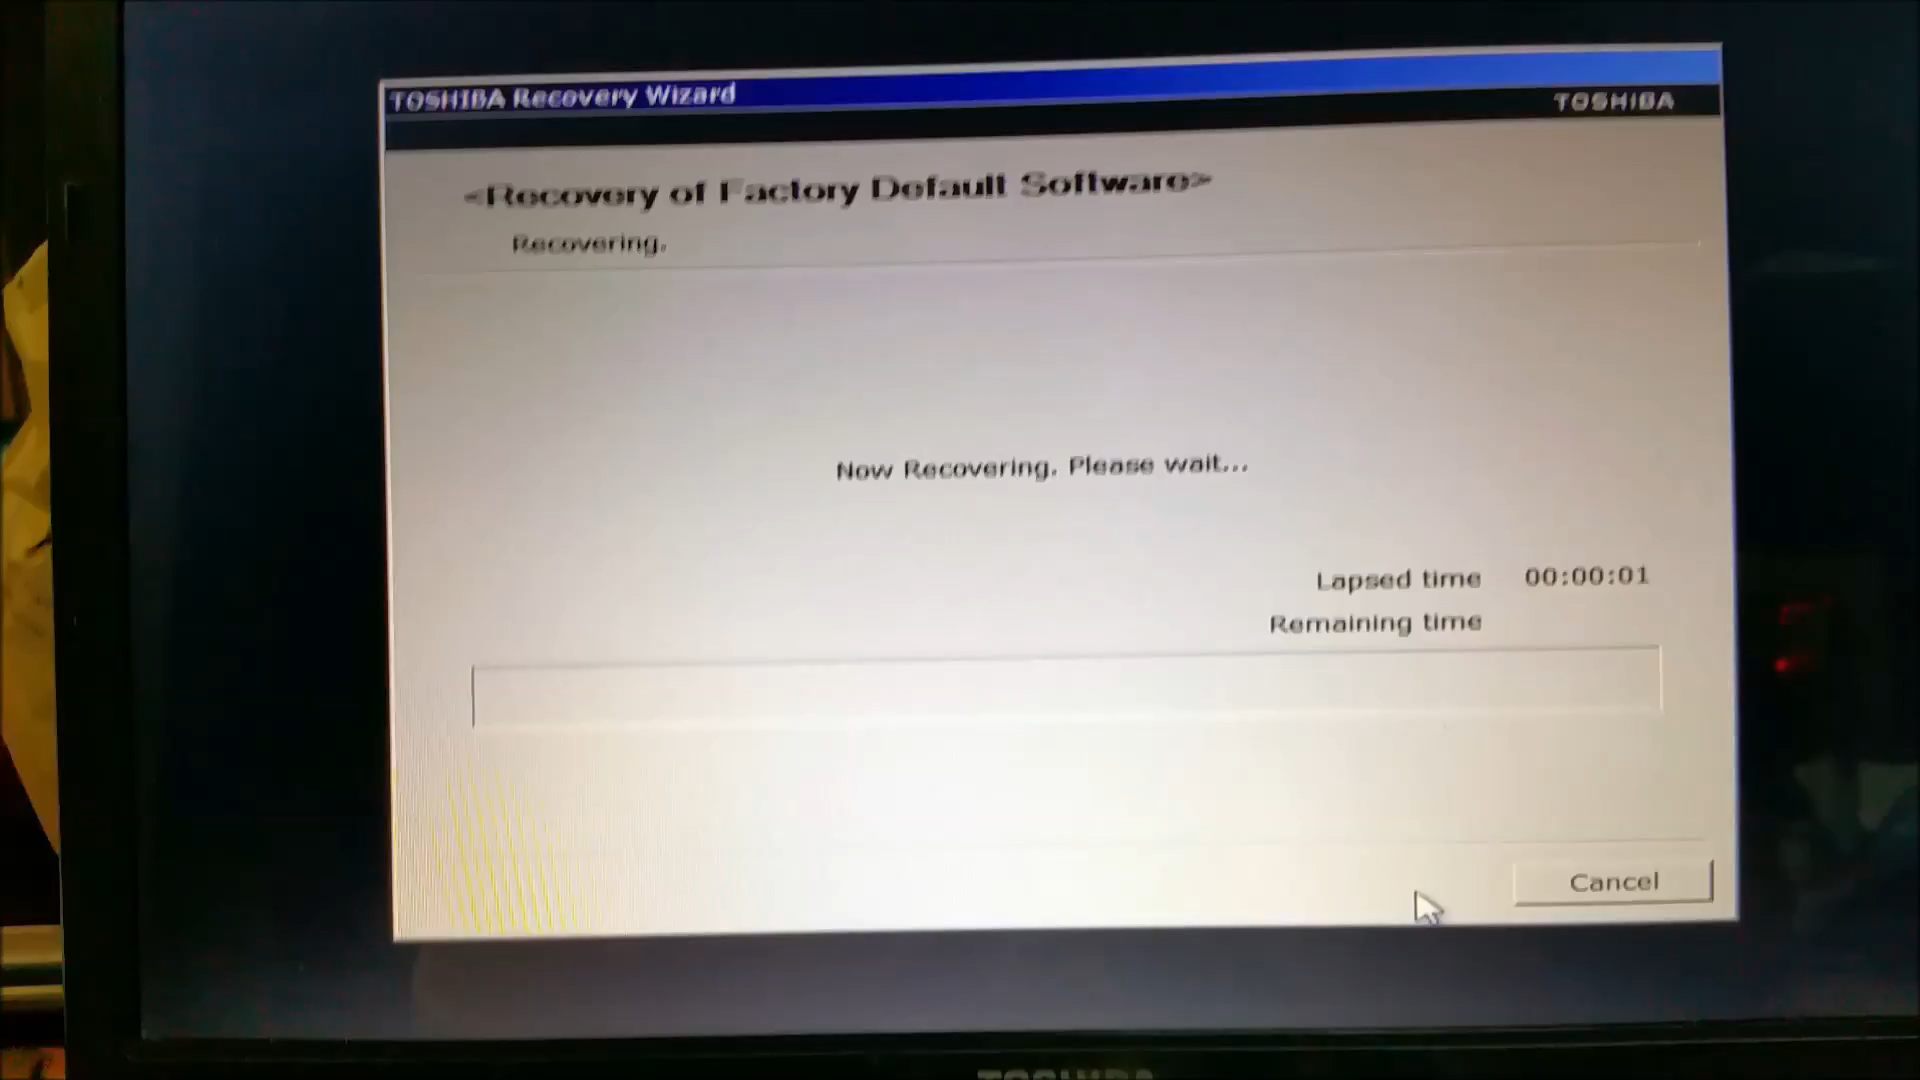 TOSHIBA Recovery Wizard
TOSHIBA
<Recovery of Factory Default Software>
Recovering.
Now Recovering. Please wait...
Lapsed time 00:00:01
Remaining time
Cancel
TOSHIBA